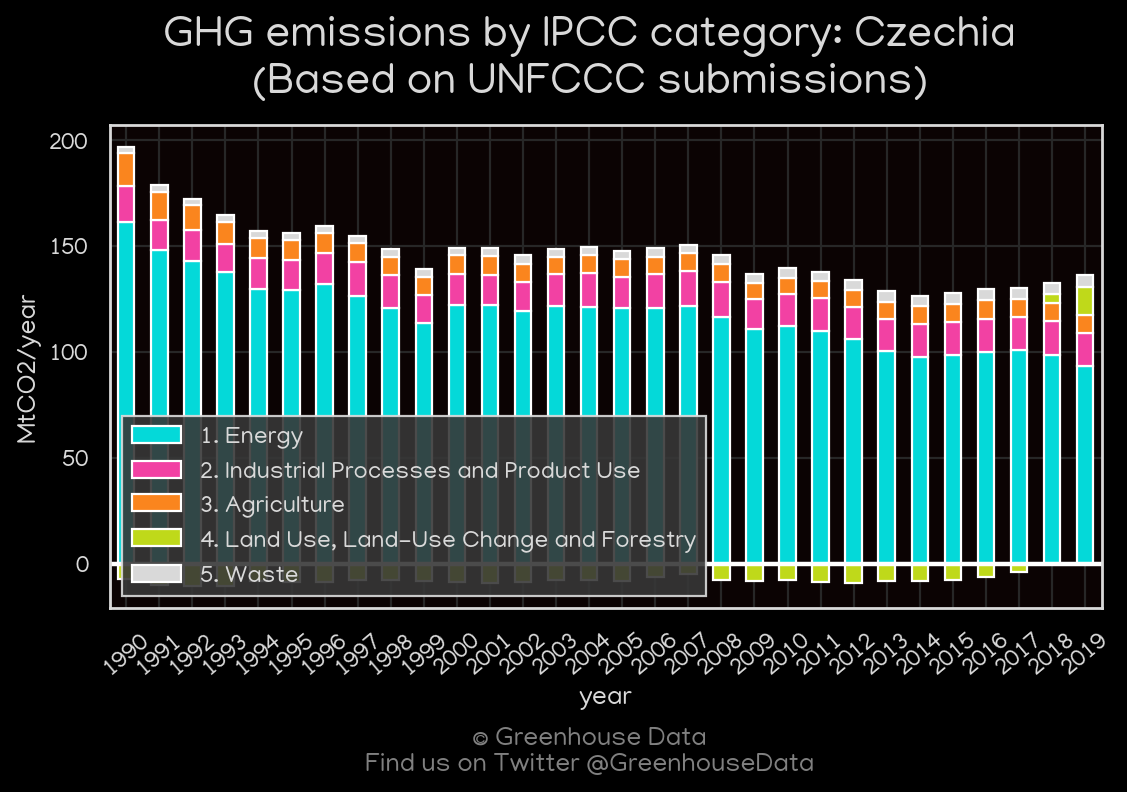 GHG emissions by IPCC category: Czechia
(Based on UNFCCC submissions)
MtCO2/year
200
150
100
50
0
1. Energy
2. Industrial Processes and Product Use
3. Agriculture
4. Land Use, Land-Use Change and Forestry
5. Waste
1990 1991 1992 1993 1994 1995 1996 1997 1998 1999 2000 2001 2002 2003 2004 2005 2006 2007 2008 2009 2010 2011 2012 2013 2014 2015 2016 2017 2018 2019
year
© Greenhouse Data
Find us on Twitter @GreenhouseData